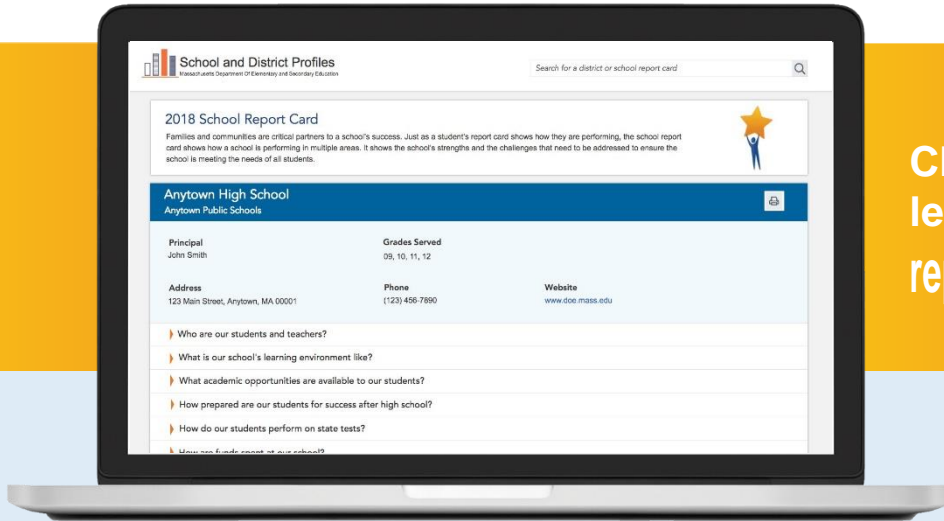 School and District Profiles
Massachusetts Department Of Elementary and Secondary Education
Search for a district or school report card
2018 School Report Card
Families and communities are critical partners to a school's success. Just as a student's report card shows how they are performing, the school report
card shows how a school is performing in multiple areas. It shows the school's strengths and the challenges that need to be addressed to ensure the
school is meeting the needs of all students.
Anytown High School
Anytown Public Schools
Principal
John Smith
Grades Served
09, 10, 11, 12
Address
123 Main Street, Anytown, MA 00001
Phone
(123) 456-7890
Website
www.doe.mass.edu
Who are our students and teachers?
What is our school's learning environment like?
What academic opportunities are available to our students?
How prepared are our students for success after high school?
How do our students perform on state tests?
How are funds spent at our school?